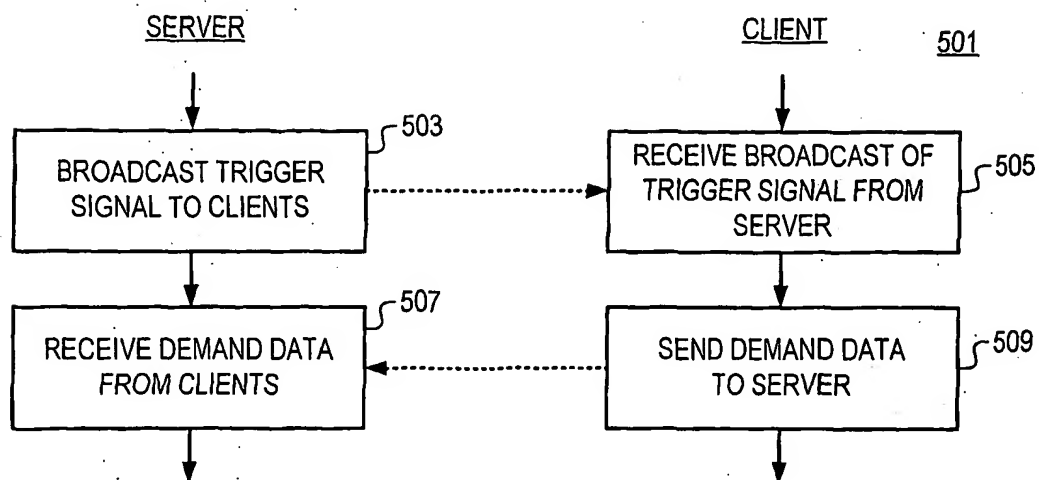 SERVER
CLIENT
501
503
BROADCAST TRIGGER
SIGNAL TO CLIENTS
RECEIVE BROADCAST OF
TRIGGER SIGNAL FROM
SERVER
505
507
RECEIVE DEMAND DATA
FROM CLIENTS
SEND DEMAND DATA
TO SERVER
509